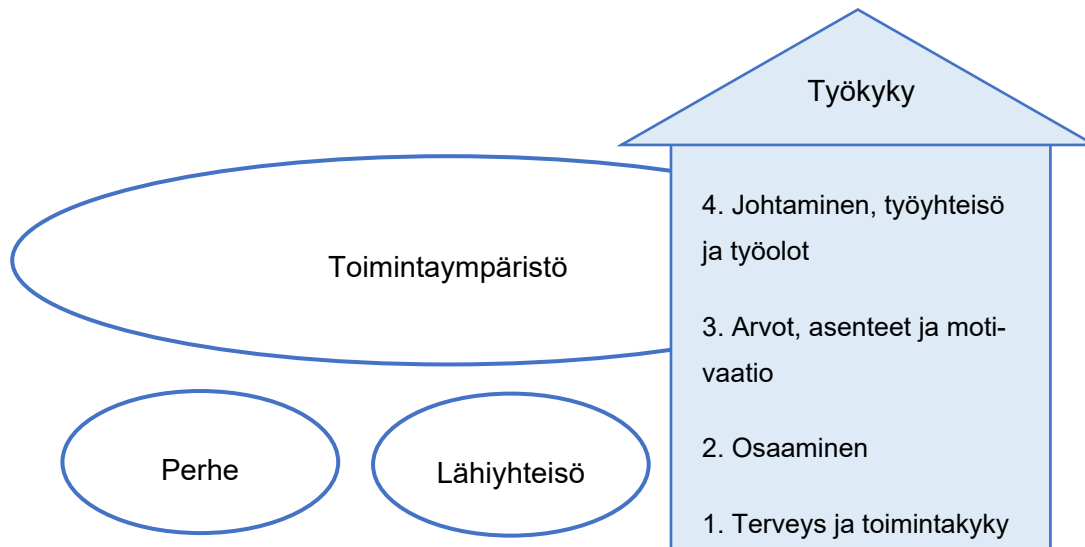 Työkyky
4. Johtaminen, työyhteisö
ja työolot
Toimintaympäristö
3. Arvot, asenteet ja moti-
vaatio
2. Osaaminen
Perhe
Lähiyhteisö
1. Terveys ja toimintakyky